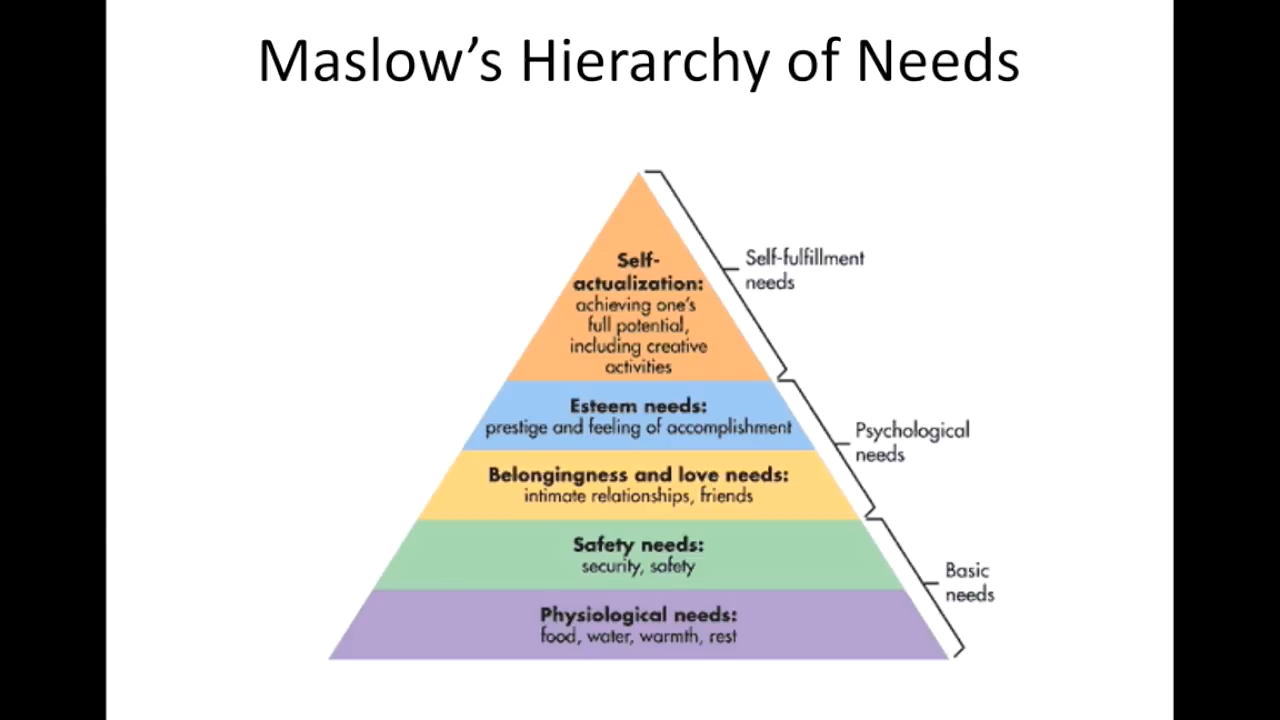 Maslow’s Hierarchy of Needs
Self-
actualization:
achieving one’s
full potential,
including creative
activities
Self-fulfillment
needs
Esteem needs:
prestige and feeling of accomplishment
Psychological
needs
Belongingness and love needs:
intimate relationships, friends
Safety needs:
security, safety
Basic
needs
Physiological needs:
food, water, warmth, rest